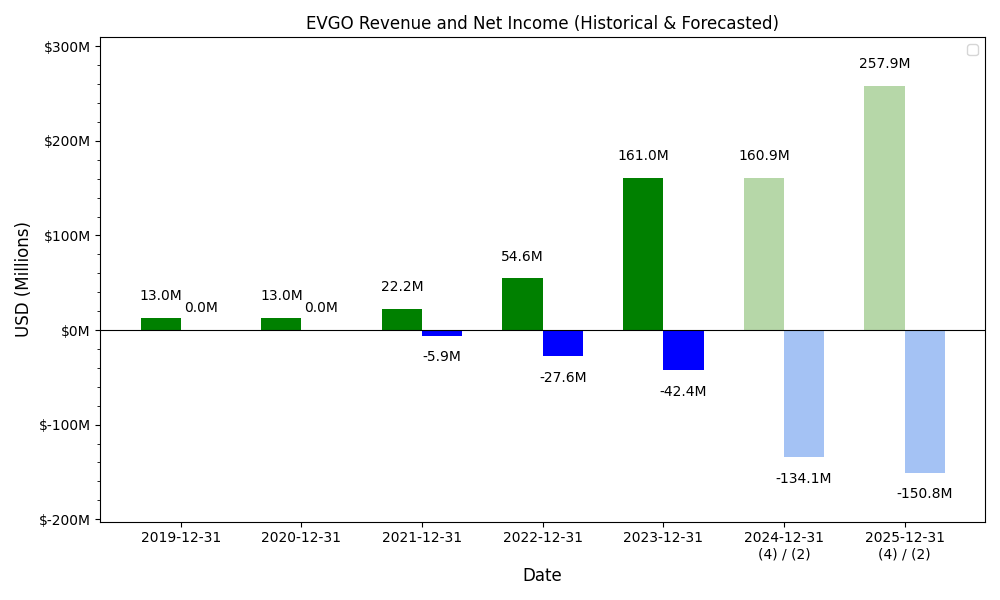 EVGO Revenue and Net Income (Historical & Forecasted)
USD (Millions)
$300M
$200M
$100M
$0M
$-100M
$-200M
13.0M
0.0M
13.0M
0.0M
22.2M
-5.9M
54.6M
-27.6M
161.0M
-42.4M
160.9M
-134.1M
257.9M
-150.8M
2019-12-31
2020-12-31
2021-12-31
2022-12-31
2023-12-31
2024-12-31
(4) / (2)
2025-12-31
(4) / (2)
Date